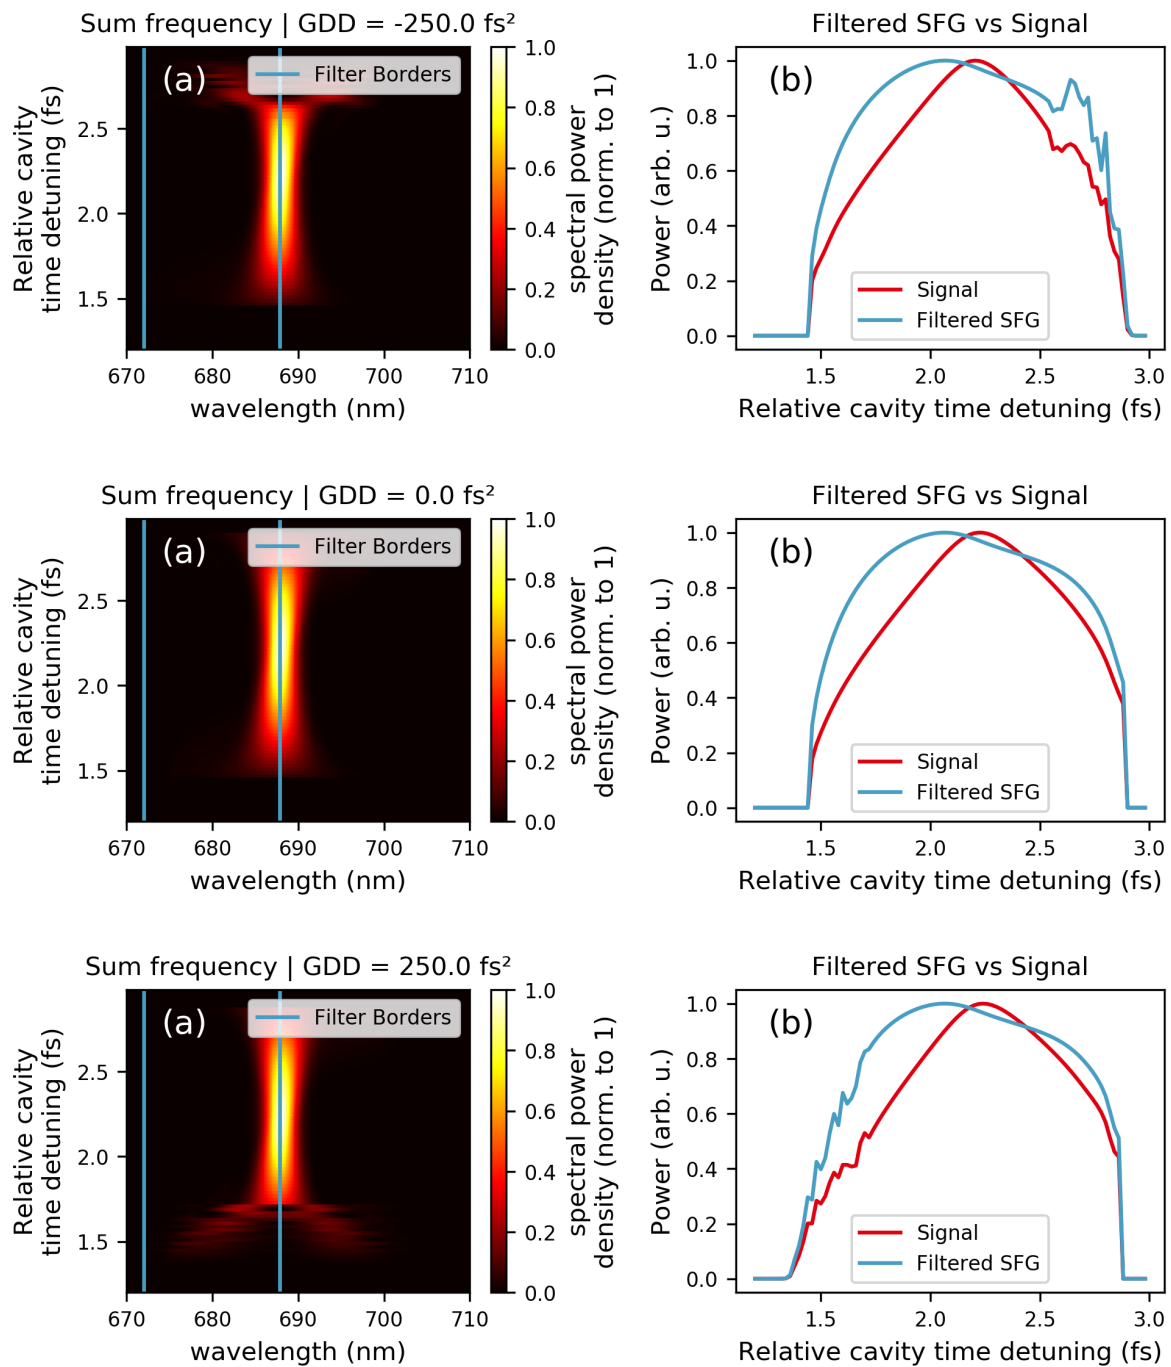 Sum frequency | GDD = -250.0 fs²
(a)
Filter Borders
Relative cavity
time detuning (fs)
2.5
2.0
1.5
670 680 690 700 710
wavelength (nm)
1.0
0.8
0.6
0.4
0.2
0.0
spectral power
density (norm. to 1)
Filtered SFG vs Signal
(b)
Power (arb. u.)
1.0
0.8
0.6
0.4
0.2
0.0
Signal
Filtered SFG
1.5 2.0 2.5 3.0
Relative cavity time detuning (fs)
Sum frequency | GDD = 0.0 fs²
(a)
Filter Borders
Relative cavity
time detuning (fs)
2.5
2.0
1.5
670 680 690 700 710
wavelength (nm)
1.0
0.8
0.6
0.4
0.2
0.0
spectral power
density (norm. to 1)
Filtered SFG vs Signal
(b)
Power (arb. u.)
1.0
0.8
0.6
0.4
0.2
0.0
Signal
Filtered SFG
1.5 2.0 2.5 3.0
Relative cavity time detuning (fs)
Sum frequency | GDD = 250.0 fs²
(a)
Filter Borders
Relative cavity
time detuning (fs)
2.5
2.0
1.5
670 680 690 700 710
wavelength (nm)
1.0
0.8
0.6
0.4
0.2
0.0
spectral power
density (norm. to 1)
Filtered SFG vs Signal
(b)
Power (arb. u.)
1.0
0.8
0.6
0.4
0.2
0.0
Signal
Filtered SFG
1.5 2.0 2.5 3.0
Relative cavity time detuning (fs)